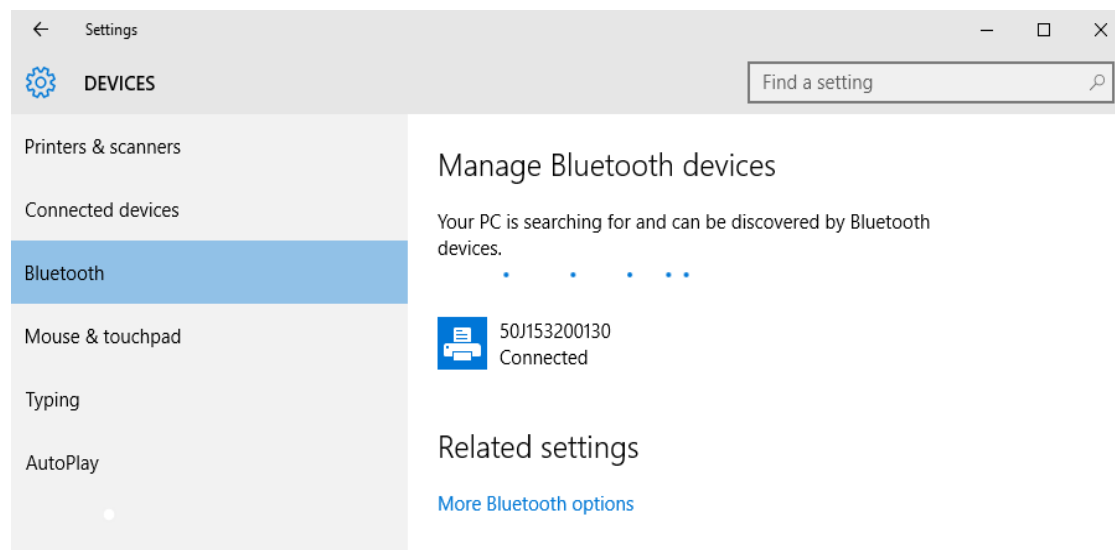 Settings
DEVICES
Find a setting
Printers & scanners
Connected devices
Bluetooth
Mouse & touchpad
Typing
AutoPlay
Manage Bluetooth devices
Your PC is searching for and can be discovered by Bluetooth
devices.
50J153200130
Connected
Related settings
More Bluetooth options